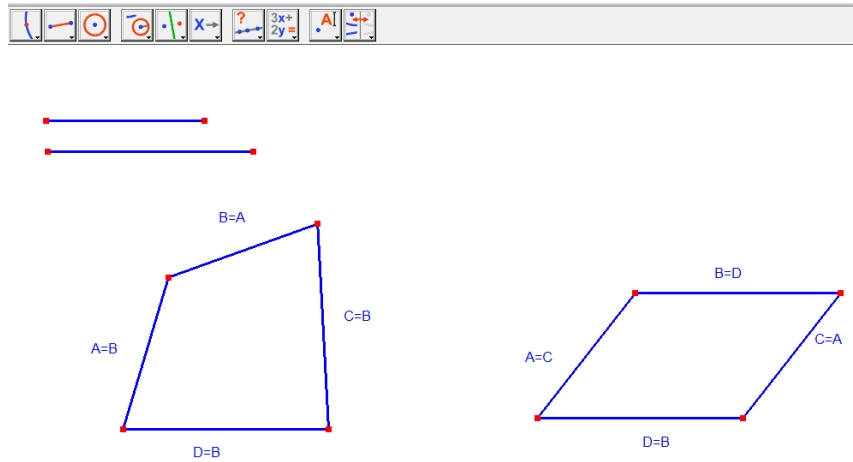 X
?
3x+
2y=
A
B=A
C=B
A=B
D=B
B=D
C=A
A=C
D=B